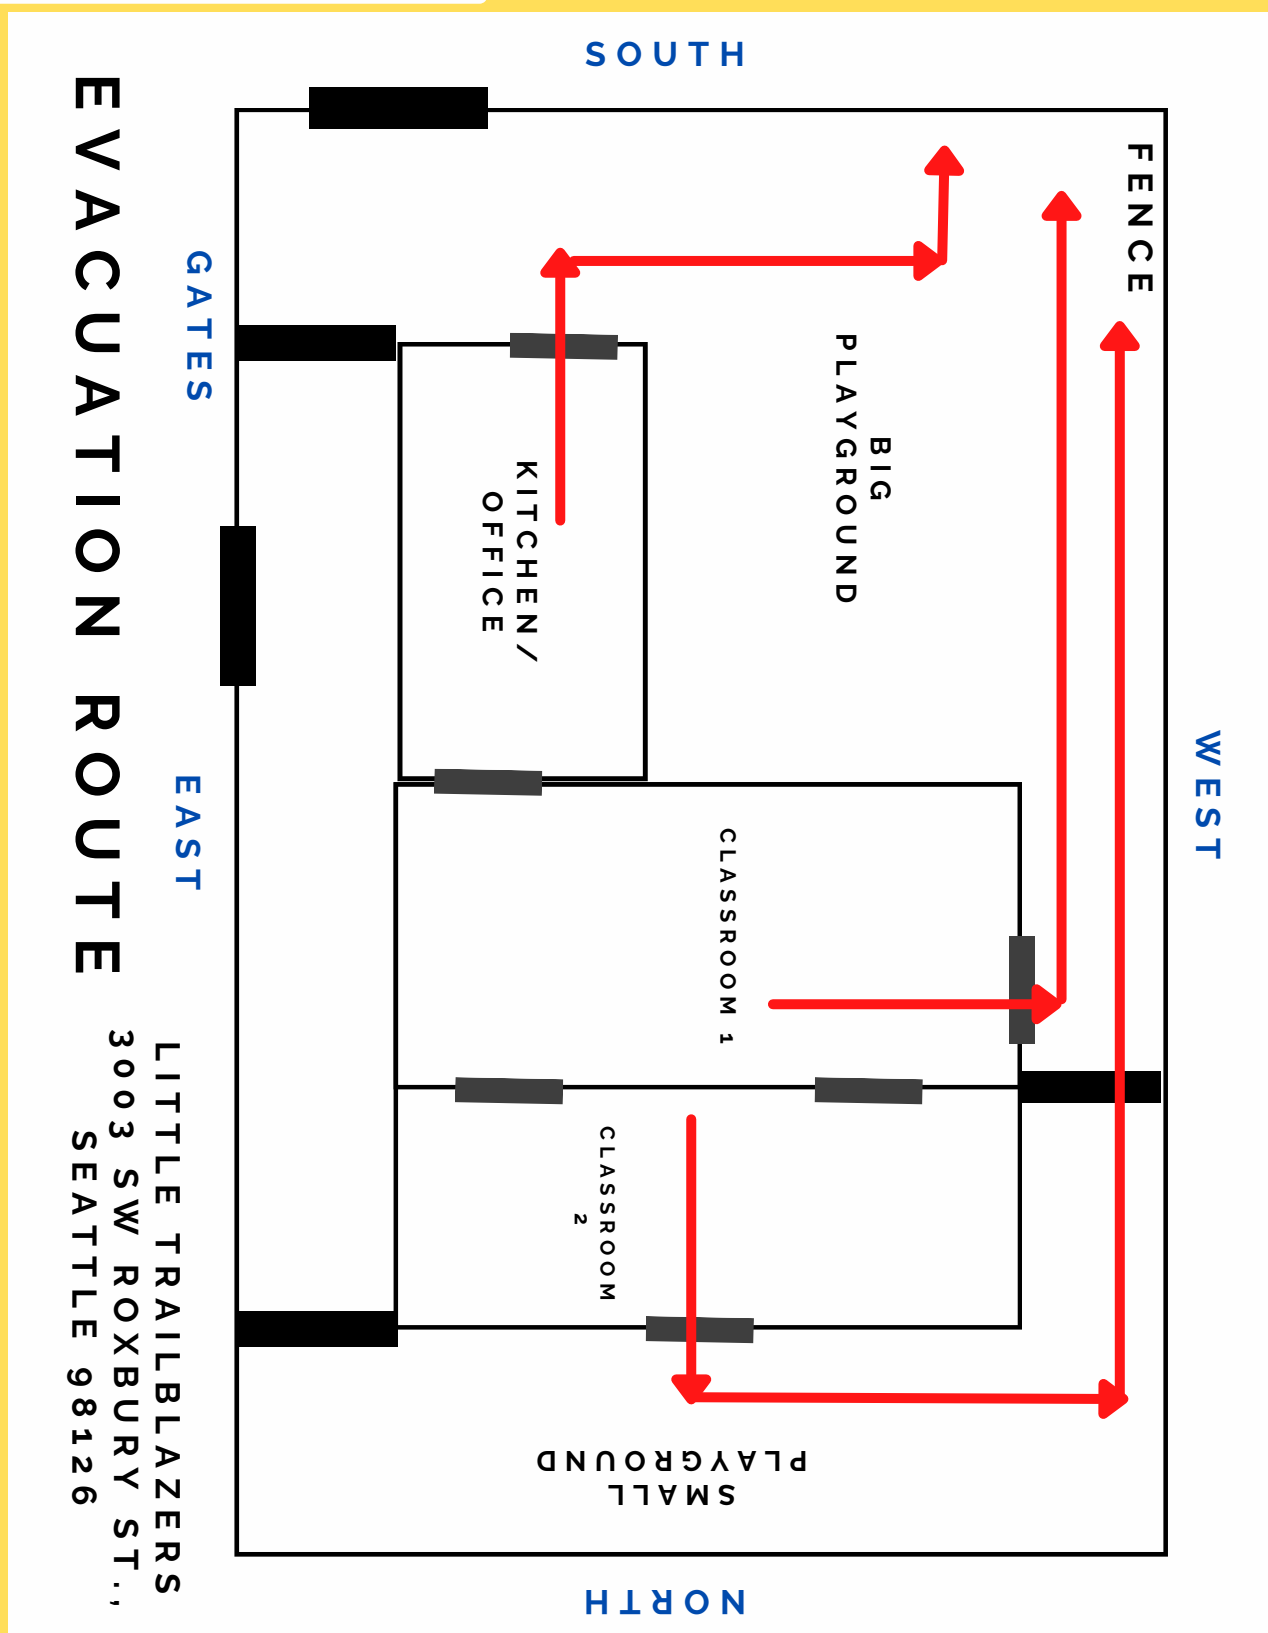 SOUTH
EVACUATION ROUTE
LITTLE TRAILBLAZERS
3003 SW ROXBURY ST.,
SEATTLE 98126
GATES
EAST
FENCE
BIG
PLAYGROUND
KITCHEN/
OFFICE
WEST
CLASSROOM 1
CLASSROOM
2
SMALL
PLAYGROUND
NORTH